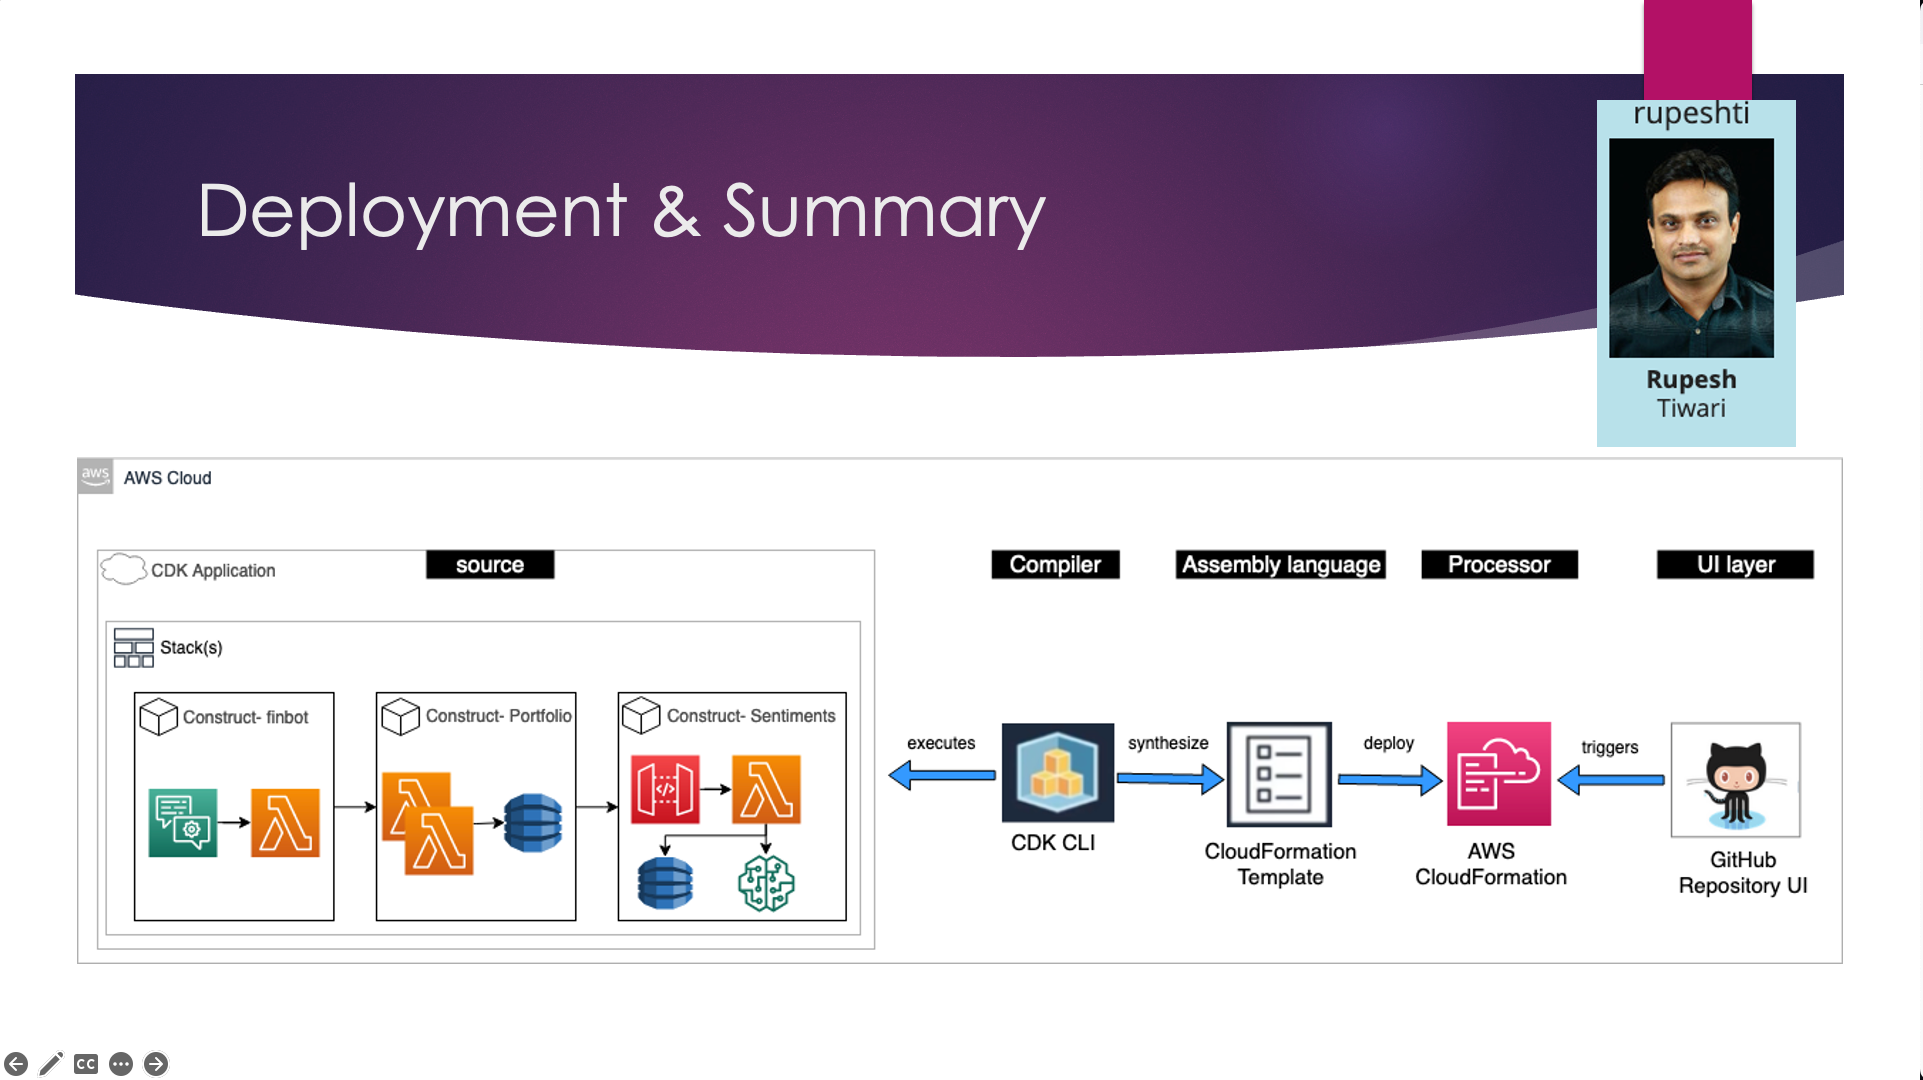 rupeshti
Deployment & Summary
Rupesh
Tiwari
aws
AWS Cloud
CDK Application
source
Compiler
Assembly language
Processor
UI layer
Stack(s)
Construct- finbot
Construct- Portfolio
Construct- Sentiments
executes
synthesize
deploy
triggers
CDK CLI
CloudFormation
Template
AWS
CloudFormation
GitHub
Repository UI
CC